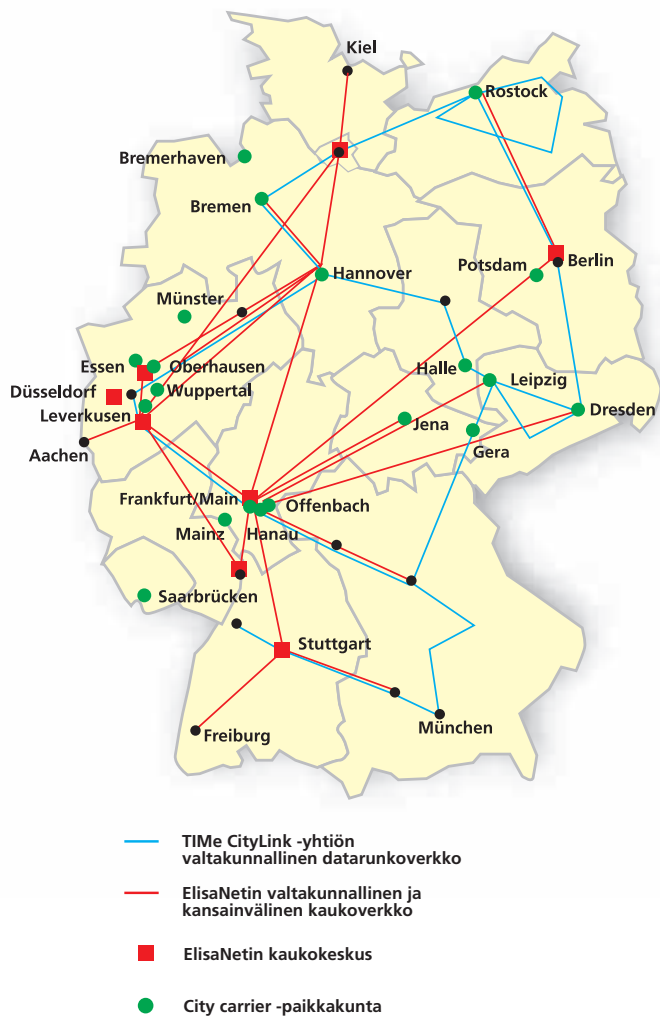 Kiel
Rostock
Bremerhaven
Bremen
Berlin
Potsdam
Hannover
Münster
Essen
Oberhausen
Halle
Leipzig
Düsseldorf
Wuppertal
Leverkusen
Dresden
Jena
Aachen
Gera
Frankfurt/Main
Offenbach
Mainz
Hanau
Saarbrücken
Stuttgart
München
Freiburg
TIMe CityLink -yhtiön
valtakunnallinen datarunkoverkko
ElisaNetin valtakunnallinen ja
kansainvälinen kaukoverkko
ElisaNetin kaukokeskus
City carrier -paikkakunta